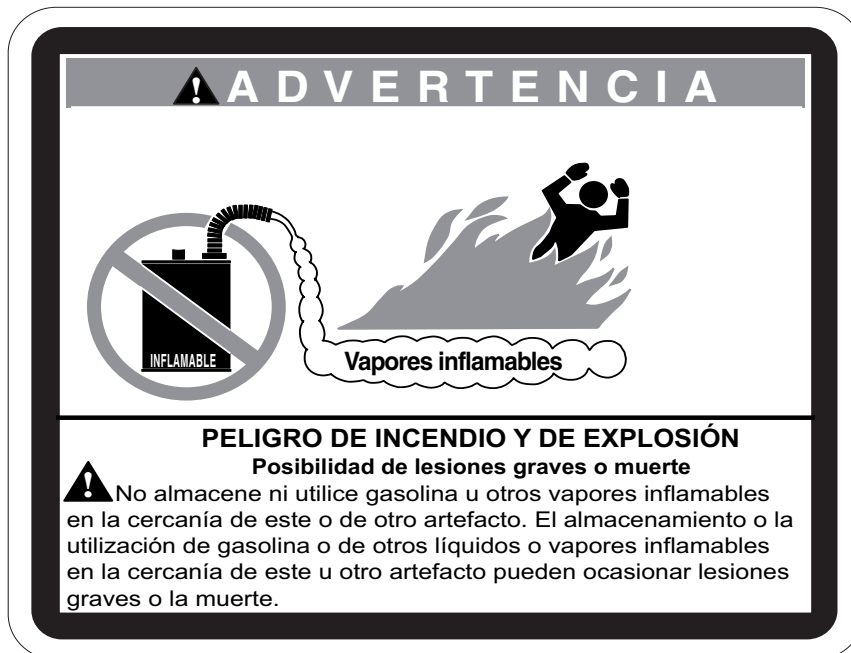 ADVERTENCIA
INFLAMABLE
Vapores inflamables
PELIGRO DE INCENDIO Y DE EXPLOSIÓN
Posibilidad de lesiones graves o muerte
No almacene ni utilice gasolina u otros vapores inflamables
en la cercanía de este o de otro artefacto. El almacenamiento o la
utilización de gasolina o de otros líquidos o vapores inflamables
en la cercanía de este u otro artefacto pueden ocasionar lesiones
graves o la muerte.